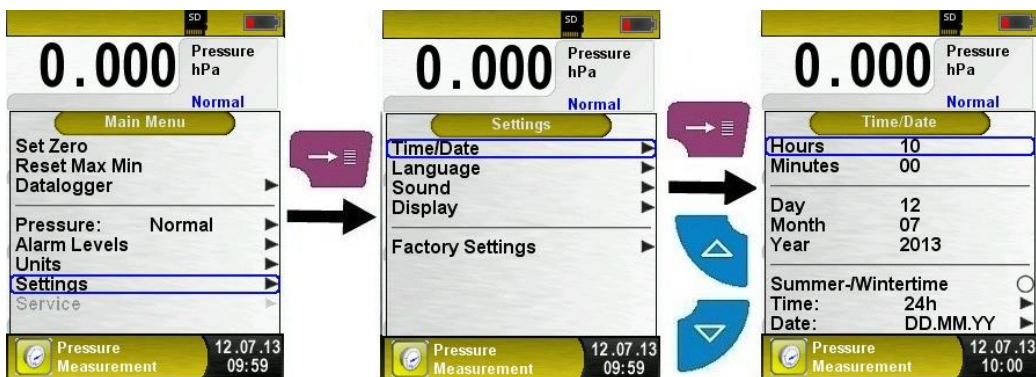 SD
0.000 Pressure
hPa
Normal
Main Menu
Set Zero
Reset Max Min
Datalogger
Pressure: Normal
Alarm Levels
Units
Settings
Service
Pressure 12.07.13
Measurement 09:59
SD
0.000 Pressure
hPa
Normal
Settings
Time/Date
Language
Sound
Display
Factory Settings
Pressure 12.07.13
Measurement 09:59
SD
0.000 Pressure
hPa
Normal
Time/Date
Hours 10
Minutes 00
Day 12
Month 07
Year 2013
Summer-/Wintertime
Time: 24h
Date: DD.MM.YY
Pressure 12.07.13
Measurement 10:00